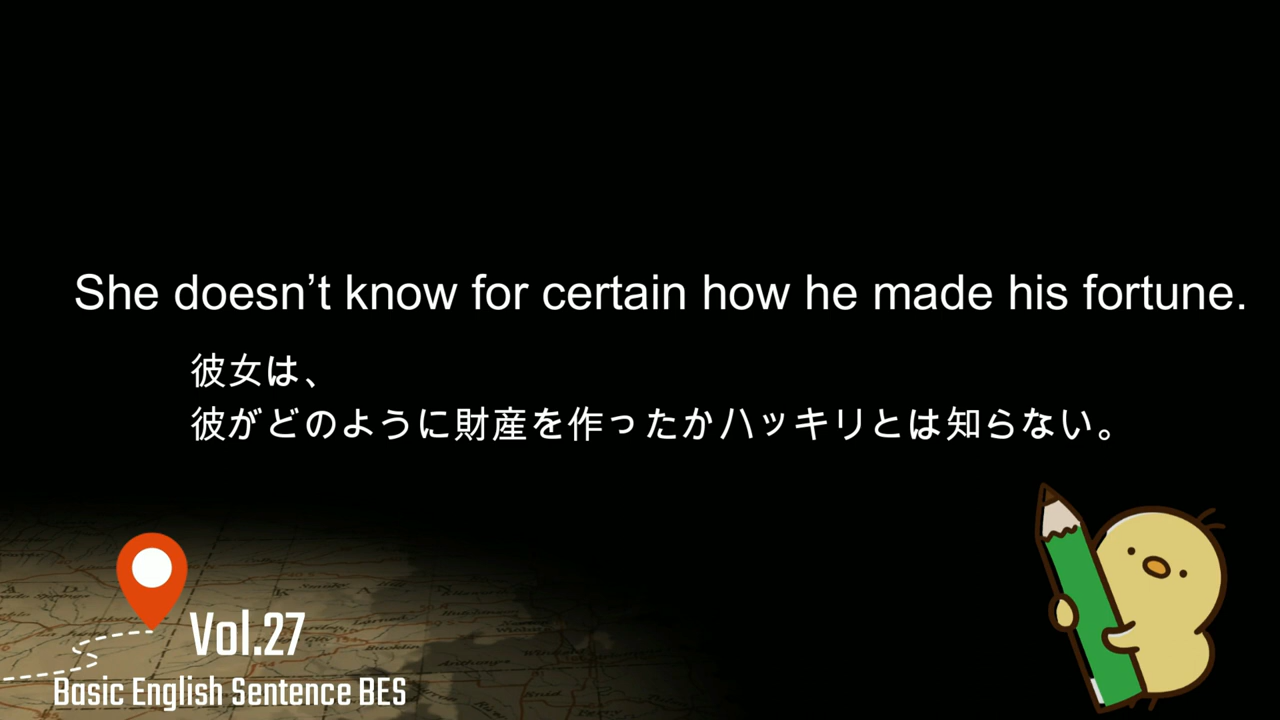 She doesn’t know for certain how he made his fortune.
彼女は、
彼がどのように財産を作ったかハッキリとは知らない。
Vol.27
Basic English Sentence BES